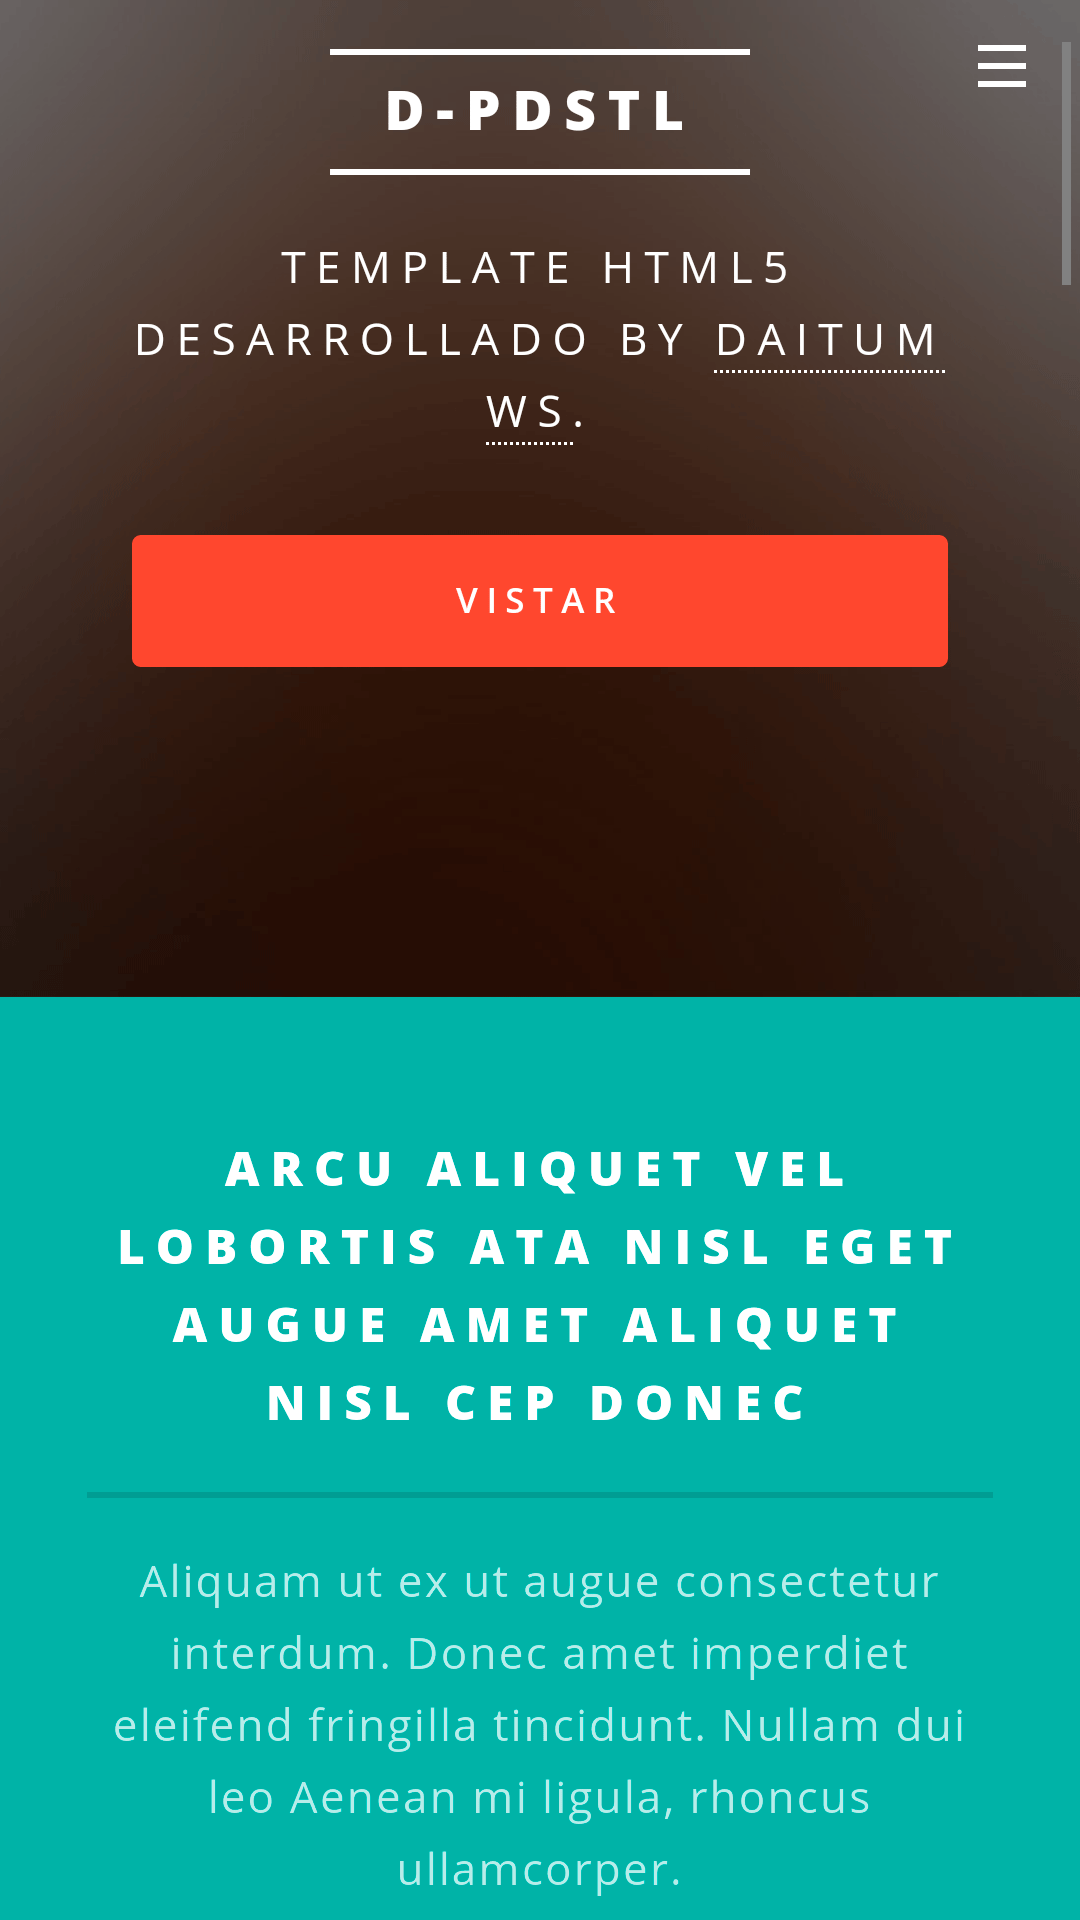 D-PDSTL
TEMPLATE HTML5
DESARROLLADO BY DAITUM
WS.
VISTAR
ARCU ALIQUET VEL
LOBORTIS ATA NISL EGET
AUGUE AMET ALIQUET
NISL CEP DONEC
Aliquam ut ex ut augue consectetur
interdum. Donec amet imperdiet
eleifend fringilla tincidunt. Nullam dui
leo Aenean mi ligula, rhoncus
ullamcorper.